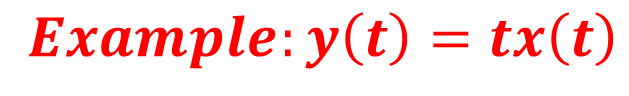 Example: y(t) = tx(t)